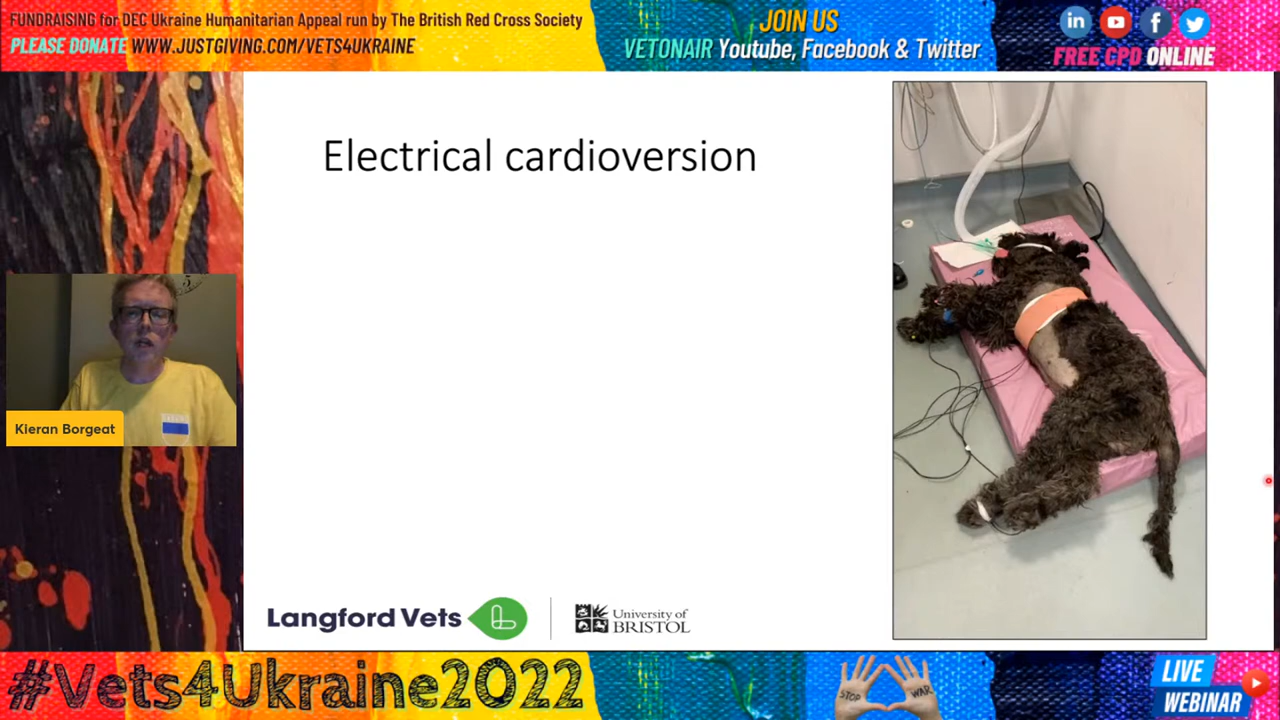 FUNDRAISING for DEC Ukraine Humanitarian Appeal run by The British Red Cross Society
PLEASE DONATE WWW.JUSTGIVING.COM/VETS4UKRAINE
JOIN US
VETONAIR Youtube, Facebook & Twitter
FREE CPD ONLINE
Electrical cardioversion
Kieran Borgeat
Langford Vets
University of
BRISTOL
#Vets4Ukraine2022
STOP WAR
LIVE
WEBINAR